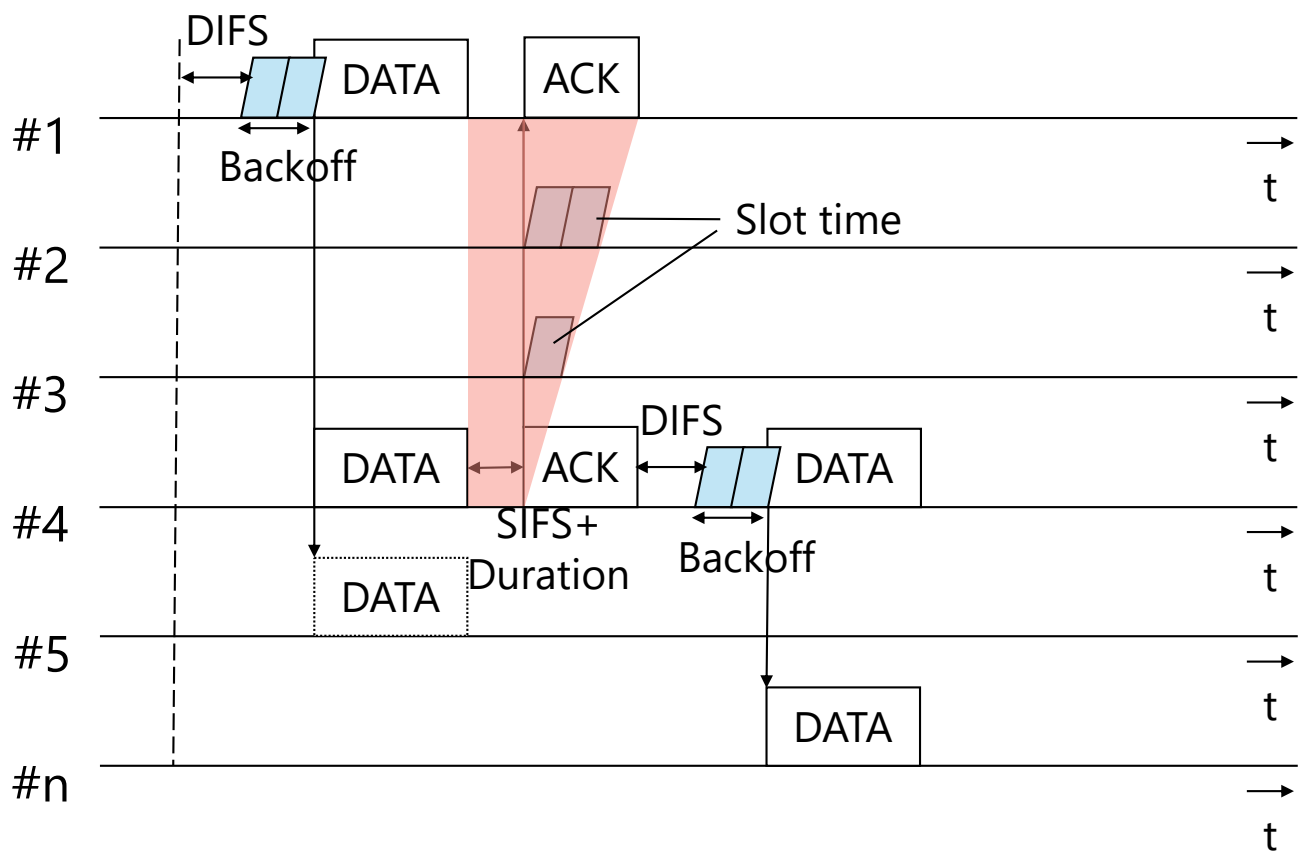 DIFS
DATA
ACK
#1
Backoff
t
Slot time
#2
t
#3
DIFS
t
DATA
ACK
DATA
#4
SIFS+
Duration
Backoff
t
DATA
#5
t
DATA
#n
t